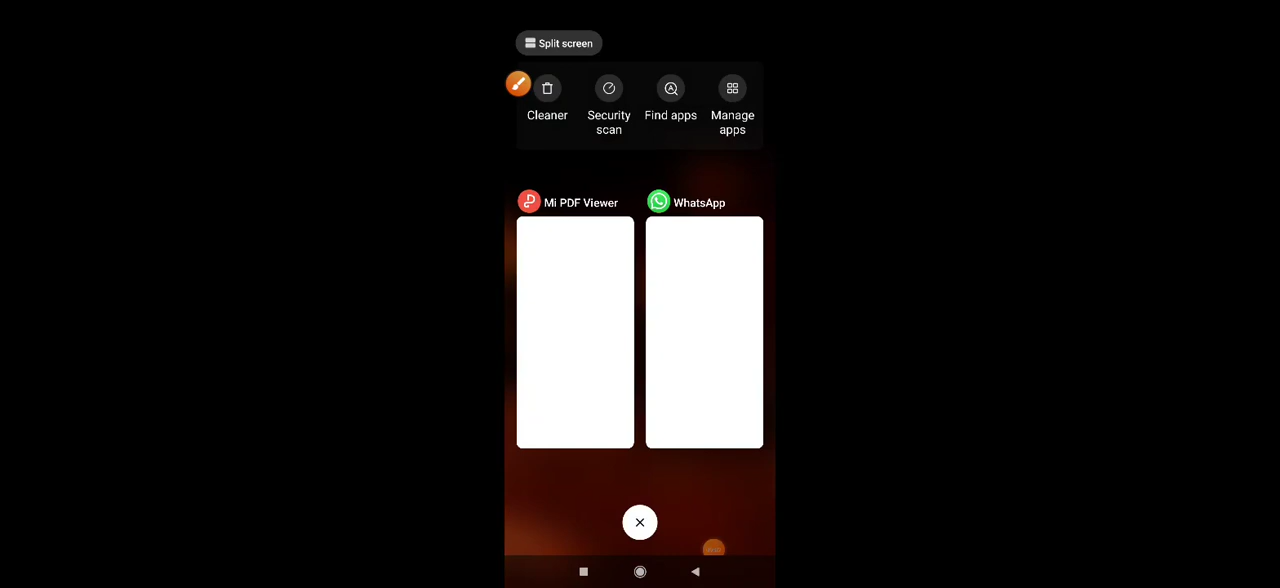 Split screen
Cleaner
Security scan
Find apps
Manage apps
Mi PDF Viewer
WhatsApp